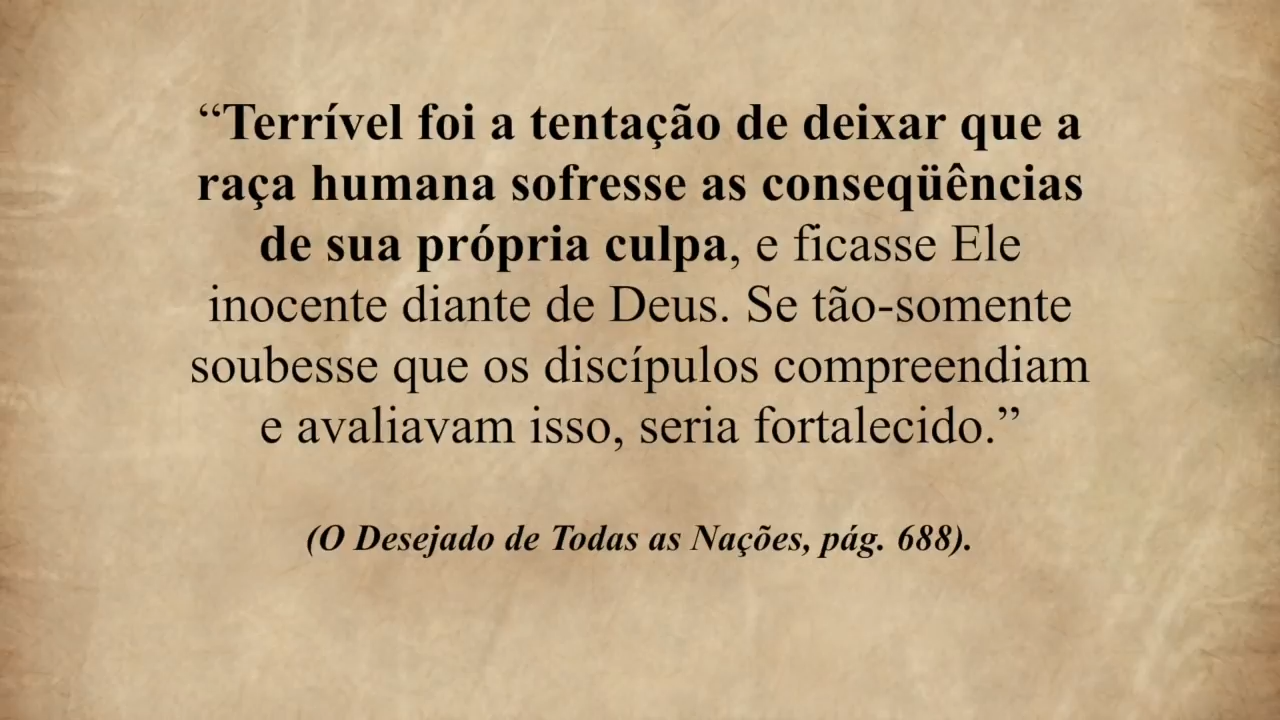 “Terrível foi a tentação de deixar que a
raça humana sofresse as conseqüências
de sua própria culpa, e ficasse Ele
inocente diante de Deus. Se tão-somente
soubesse que os discípulos compreendiam
e avaliavam isso, seria fortalecido.”
(O Desejado de Todas as Nações, pág. 688).